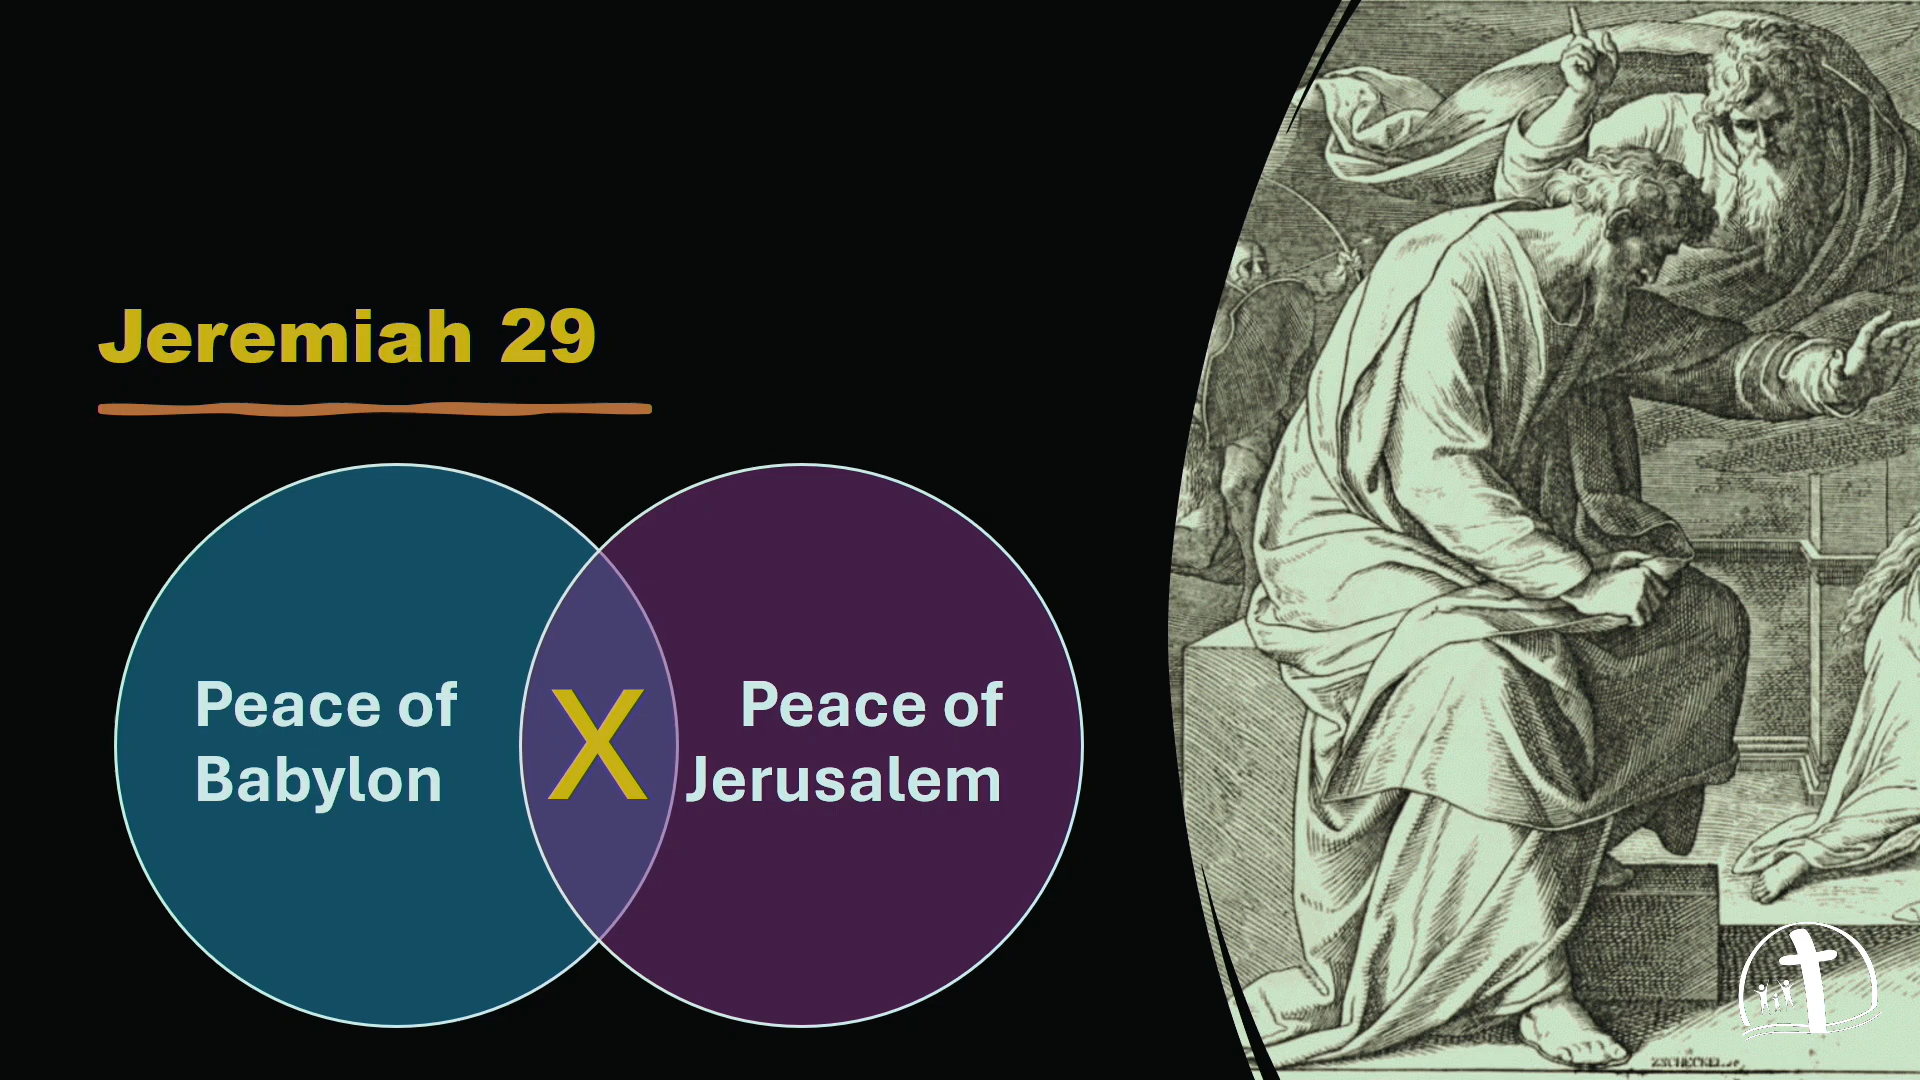 Jeremiah 29
Peace of
Babylon
X
Peace of
Jerusalem